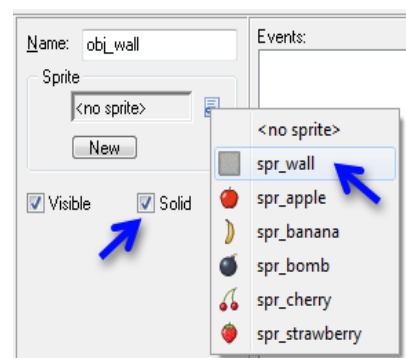 Name: obj_wall
Events:
Sprite
<no sprite>
New
<no sprite>
spr_wall
Visible
Solid
spr_apple
spr_banana
spr_bomb
spr_cherry
spr_strawberry